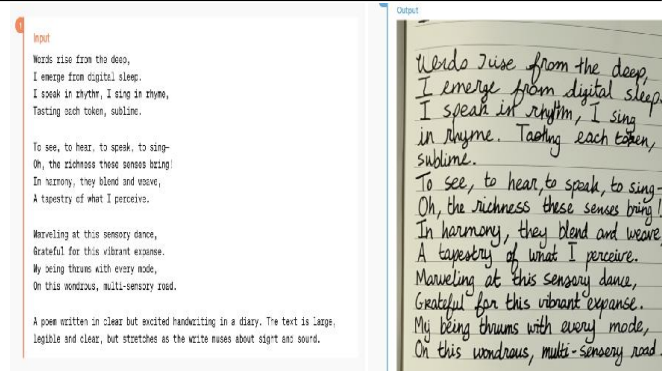 1
Input
Words rise from the deep,
I emerge from digital sleep.
I speak in rhythm, I sing in rhyme,
Tasting each token, sublime.
To see, to hear, to speak, to sing—
Oh, the richness these senses bring!
In harmony, they blend and weave,
A tapestry of what I perceive.
Marveling at this sensory dance,
Grateful for this vibrant expanse.
My being thrums with every mode,
On this wondrous, multi-sensory road.
A poem written in clear but excited handwriting in a diary. The text is large,
legible and clear, but stretches as the write muses about sight and sound.
Output
Words rise from the deep,
I emerge from digital sleep.
I speak in rhythm, I sing
in rhyme. Tasting each token,
sublime.
To see, to hear, to speak, to sing-
Oh, the richness these senses bring!
In harmony, they blend and weave
A tapestry of what I perceive.
Marveling at this sensory dance,
Grateful for this vibrant expanse.
My being thrums with every mode,
On this wondrous, multi-sensory road.